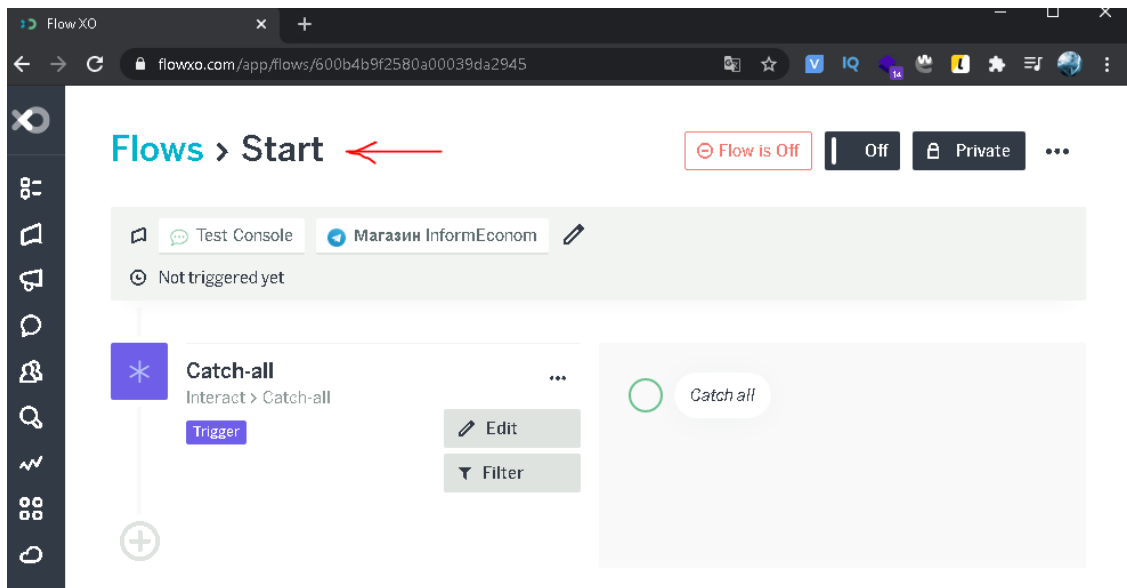 Flow XO
flowxo.com/app/flows/600b4b9f2580a00039da2945
14
Flows > Start
Flow is Off
Off
Private
Test Console
Магазин InformEconom
Not triggered yet
Catch-all
Interact > Catch-all
Trigger
Edit
Filter
Catch all